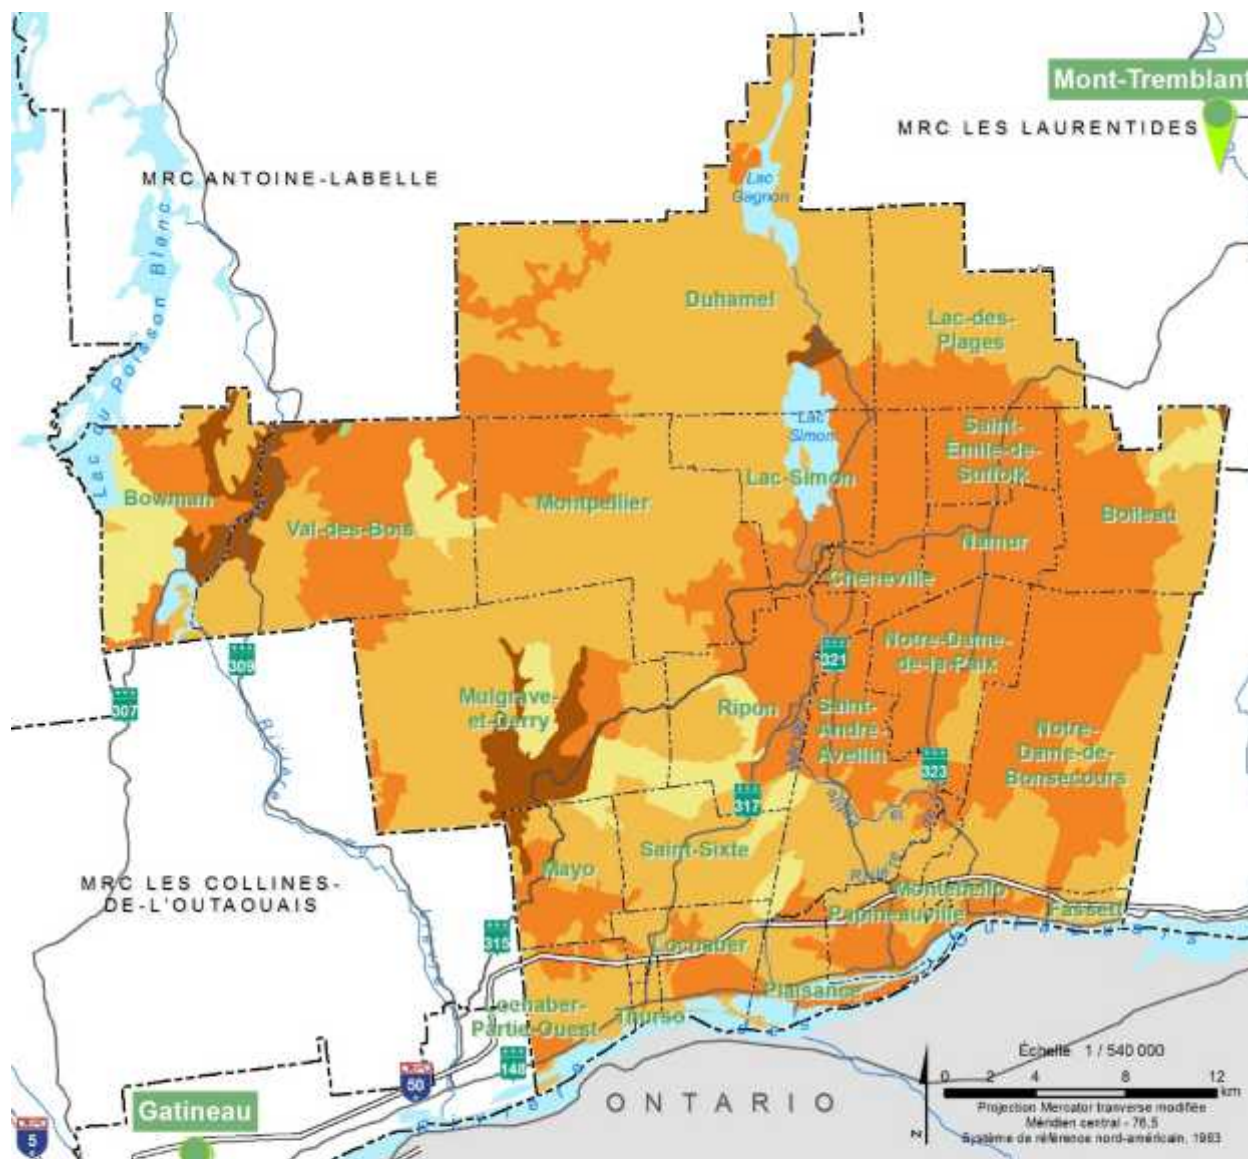 Mont-Tremblant
MRC LES LAURENTIDES
MRC ANTOINE-LABELLE
Lac
Gagnon
Lac du Poisson Blanc
Duhamel
Lac-des-
Plages
Lac
Simon
Saint-
Émile-de-
Suffolk
Bowman
Val-des-Bois
Montpellier
Lac-Simon
Boileau
Namur
Chénéville
Notre-Dame-
de-la-Paix
309
321
307
Mulgrave-
et-Derry
Ripon
Saint-
André-
Avellin
Notre-
Dame-de-
Bonsecours
323
317
Saint-Sixte
Mayo
MRC LES COLLINES-
DE-L'OUTAOUAIS
Montebello
Papineauville
Fassett
315
Lochaber
Plaisance
Lochaber-
Partie-Ouest
Thurso
148
50
Gatineau
5
ONTARIO
Échelle 1 / 540 000
0 2 4 8 12
km
Projection Mercator tranverse modifiée
Méridien central - 76,5
Système de référence nord-américain, 1983
N